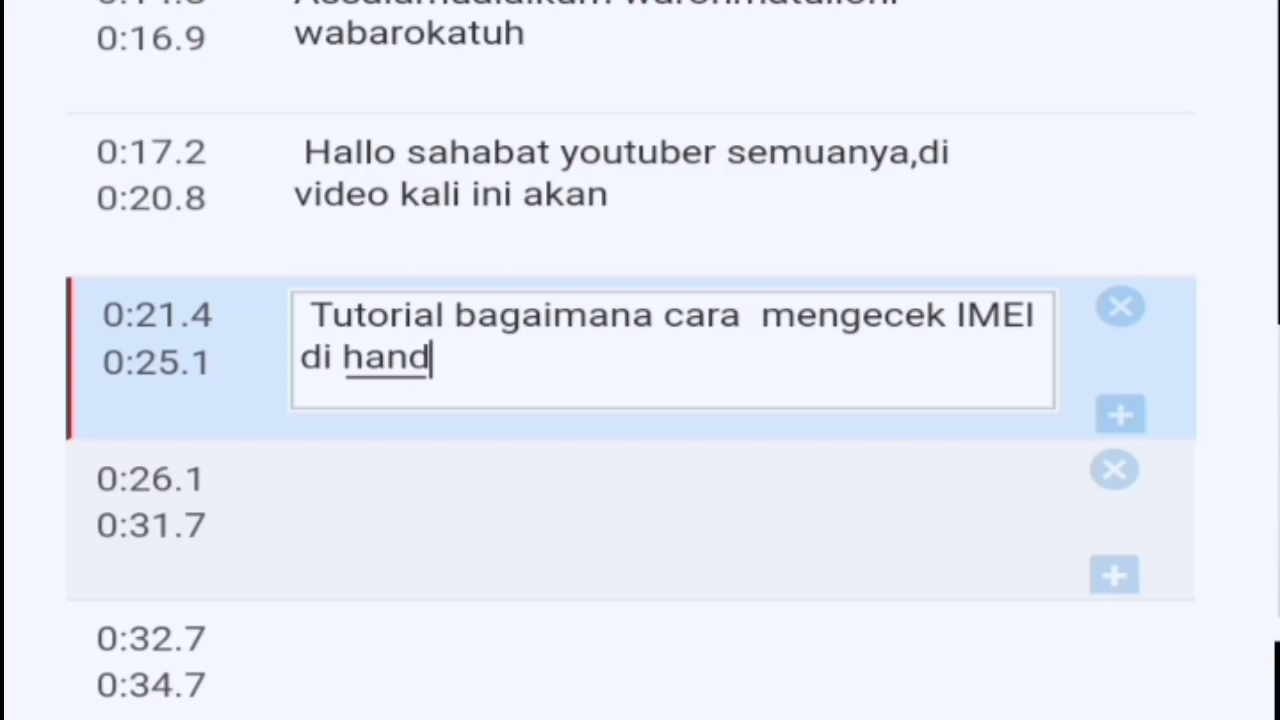 0:16.9
wabarokatuh
0:17.2
Hallo sahabat youtuber semuanya,di
0:20.8
video kali ini akan
0:21.4
Tutorial bagaimana cara  mengecek IMEI
0:25.1
di hand
0:26.1
0:31.7
0:32.7
0:34.7